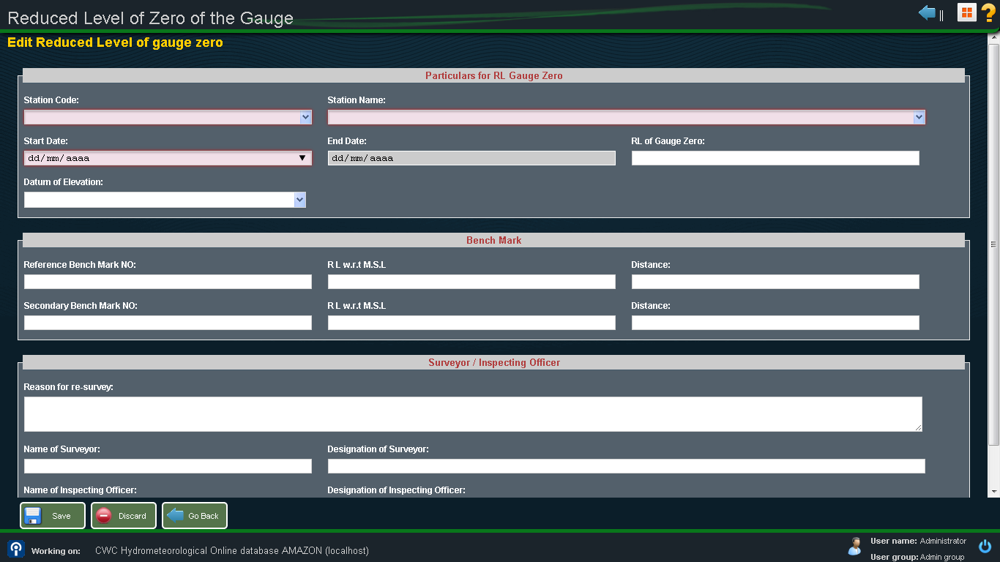 Reduced Level of Zero of the Gauge
Edit Reduced Level of gauge zero
Particulars for RL Gauge Zero
Station Code: Station Name:
Start Date: End Date: RL of Gauge Zero:
dd/mm/aaaa dd/mm/aaaa
Datum of Elevation:
Bench Mark
Reference Bench Mark NO: R L w.r.t M.S.L Distance:
Secondary Bench Mark NO: R L w.r.t M.S.L Distance:
Surveyor / Inspecting Officer
Reason for re-survey:
Name of Surveyor: Designation of Surveyor:
Name of Inspecting Officer: Designation of Inspecting Officer:
Save Discard Go Back
Working on: CWC Hydrometeorological Online database AMAZON (localhost)
User name: Administrator
User group: Admin group